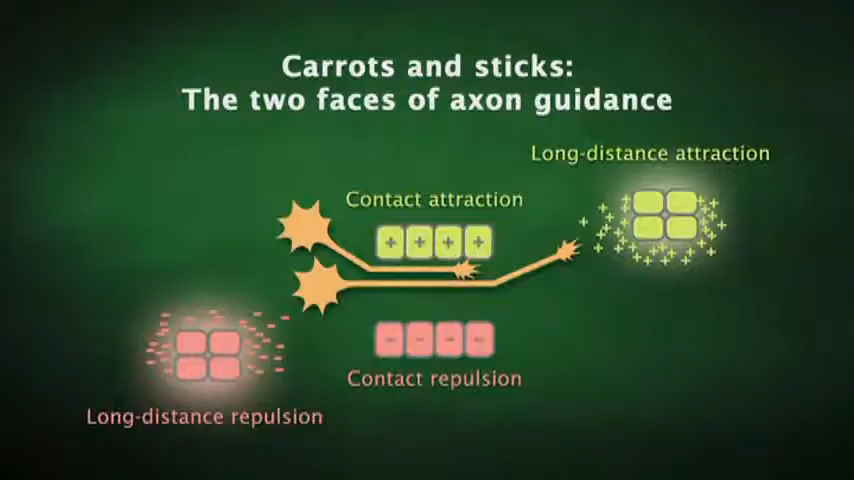 Carrots and sticks:
The two faces of axon guidance
Long-distance attraction
Contact attraction
Contact repulsion
Long-distance repulsion